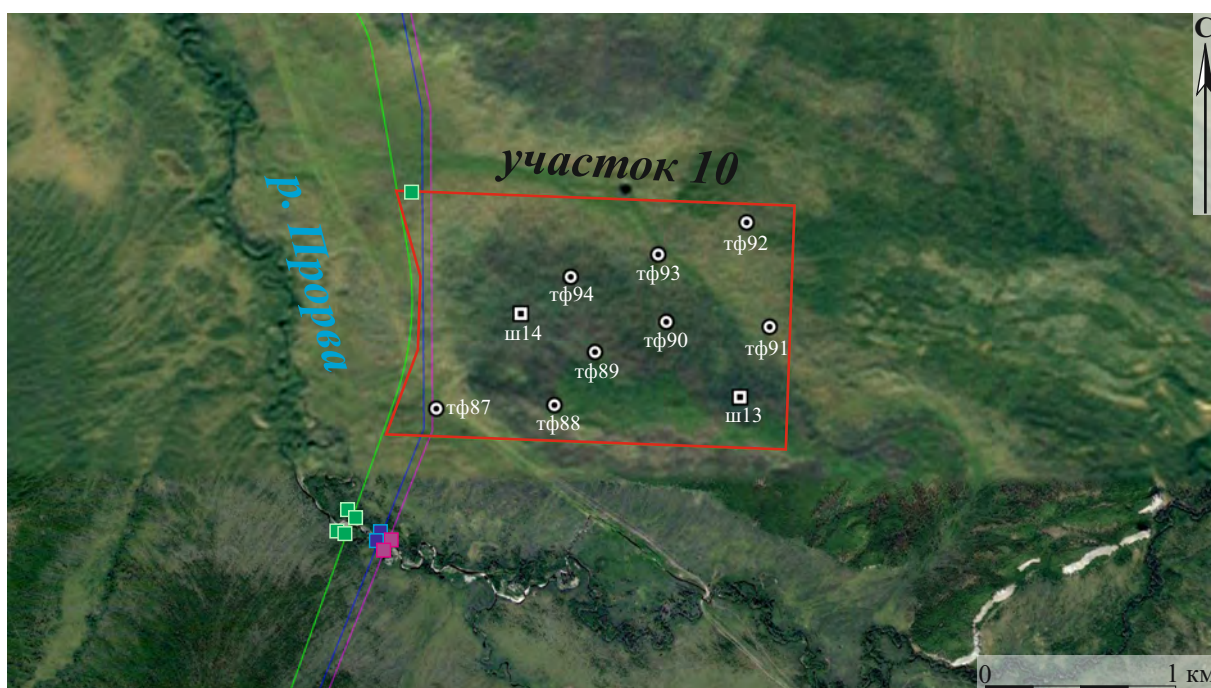 С
участок 10
р. Прорва
тф92
тф93
тф94
ш14
тф90
тф91
тф89
ш13
тф87
тф88
0 1 км